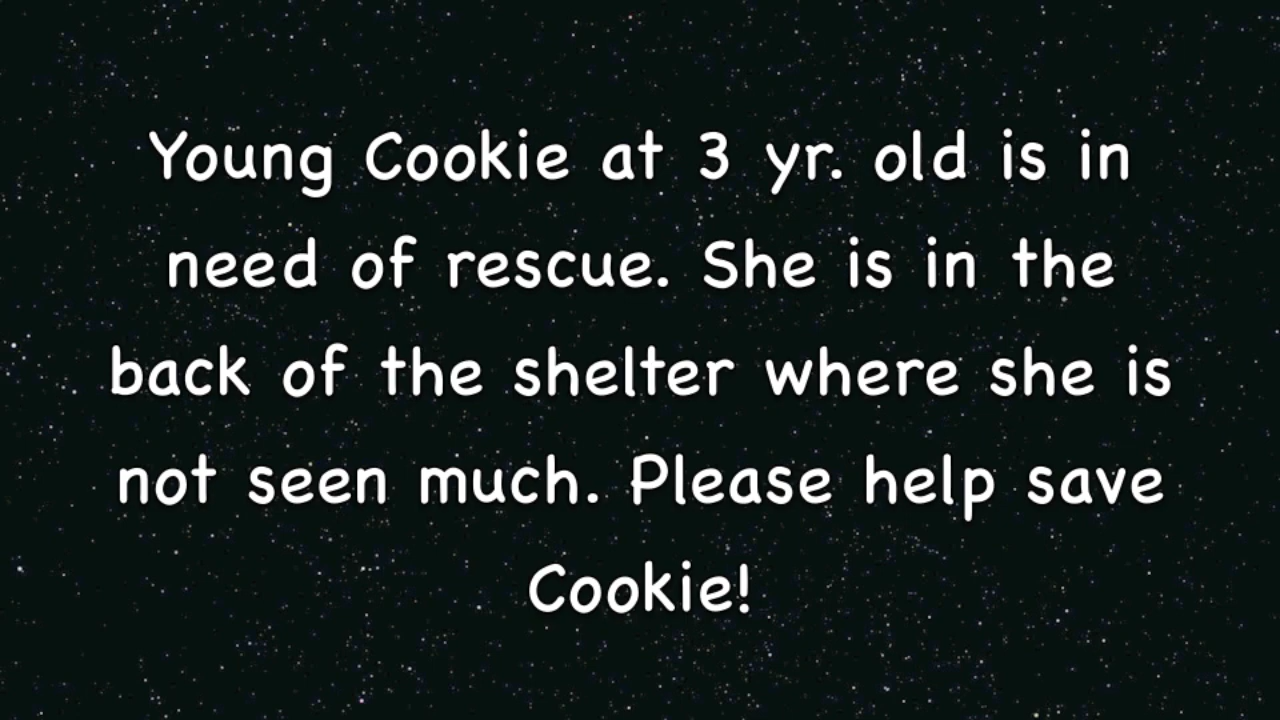 Young Cookie at 3 yr. old is in
need of rescue. She is in the
back of the shelter where she is
not seen much. Please help save
Cookie!